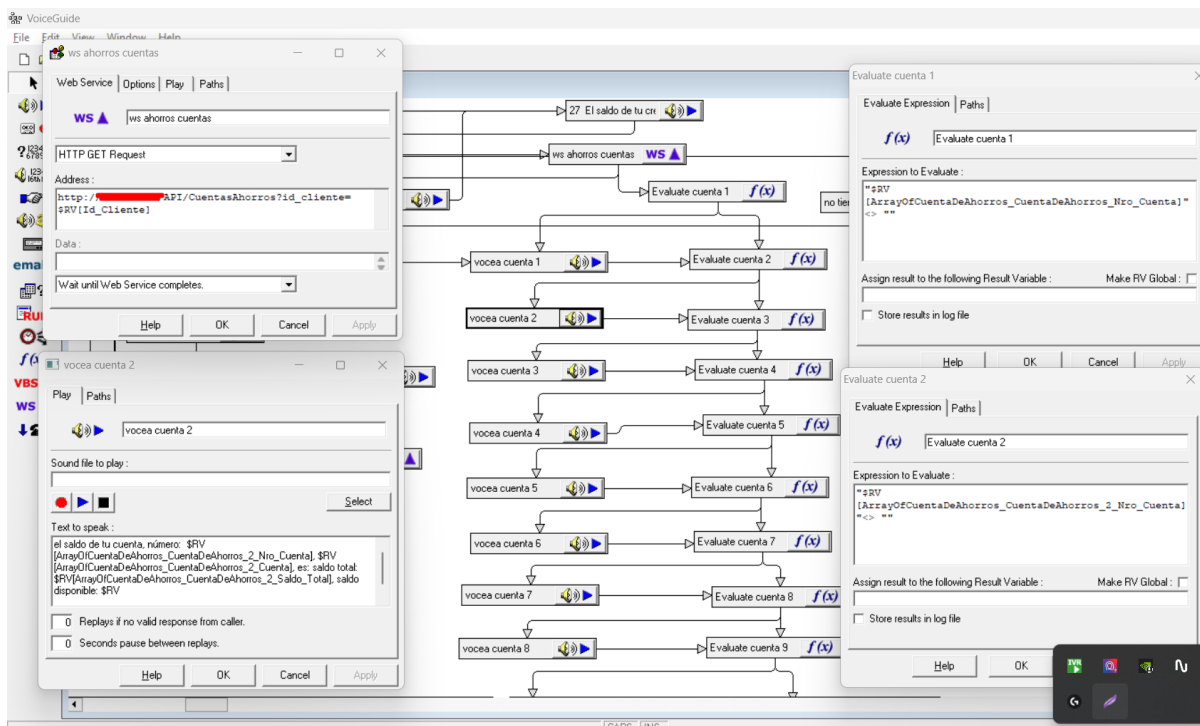 VoiceGuide
File Edit View Window Help
ws ahorros cuentas
Web Service Options Play Paths
WS ws ahorros cuentas
HTTP GET Request
Address :
http:/ API/CuentasAhorros?id_cliente=
$RV[Id_Cliente]
Data :
Wait until Web Service completes.
Help OK Cancel Apply
vocea cuenta 2
Play Paths
vocea cuenta 2
Sound file to play :
Select
Text to speak :
el saldo de tu cuenta, número: $RV
[ArrayOfCuentaDeAhorros_CuentaDeAhorros_2_Nro_Cuenta], $RV
[ArrayOfCuentaDeAhorros_CuentaDeAhorros_2_Cuenta], es: saldo total:
$RV[ArrayOfCuentaDeAhorros_CuentaDeAhorros_2_Saldo_Total], saldo
disponible: $RV
0 Replays if no valid response from caller.
0 Seconds pause between replays.
Help OK Cancel Apply
email
RU
VBS
WS
27 El saldo de tu cre
ws ahorros cuentas WS
Evaluate cuenta 1 f(x)
no tien
vocea cuenta 1
Evaluate cuenta 2 f(x)
vocea cuenta 2
Evaluate cuenta 3 f(x)
vocea cuenta 3
Evaluate cuenta 4 f(x)
vocea cuenta 4
Evaluate cuenta 5 f(x)
vocea cuenta 5
Evaluate cuenta 6 f(x)
vocea cuenta 6
Evaluate cuenta 7 f(x)
vocea cuenta 7
Evaluate cuenta 8 f(x)
vocea cuenta 8
Evaluate cuenta 9 f(x)
Evaluate cuenta 1
Evaluate Expression Paths
f(x) Evaluate cuenta 1
Expression to Evaluate :
"$RV
[ArrayOfCuentaDeAhorros_CuentaDeAhorros_Nro_Cuenta]"
<> ""
Assign result to the following Result Variable : Make RV Global :
Store results in log file
Help OK Cancel Apply
Evaluate cuenta 2
Evaluate Expression Paths
f(x) Evaluate cuenta 2
Expression to Evaluate :
"$RV
[ArrayOfCuentaDeAhorros_CuentaDeAhorros_2_Nro_Cuenta]
"<> ""
Assign result to the following Result Variable : Make RV Global :
Store results in log file
Help OK
IVR